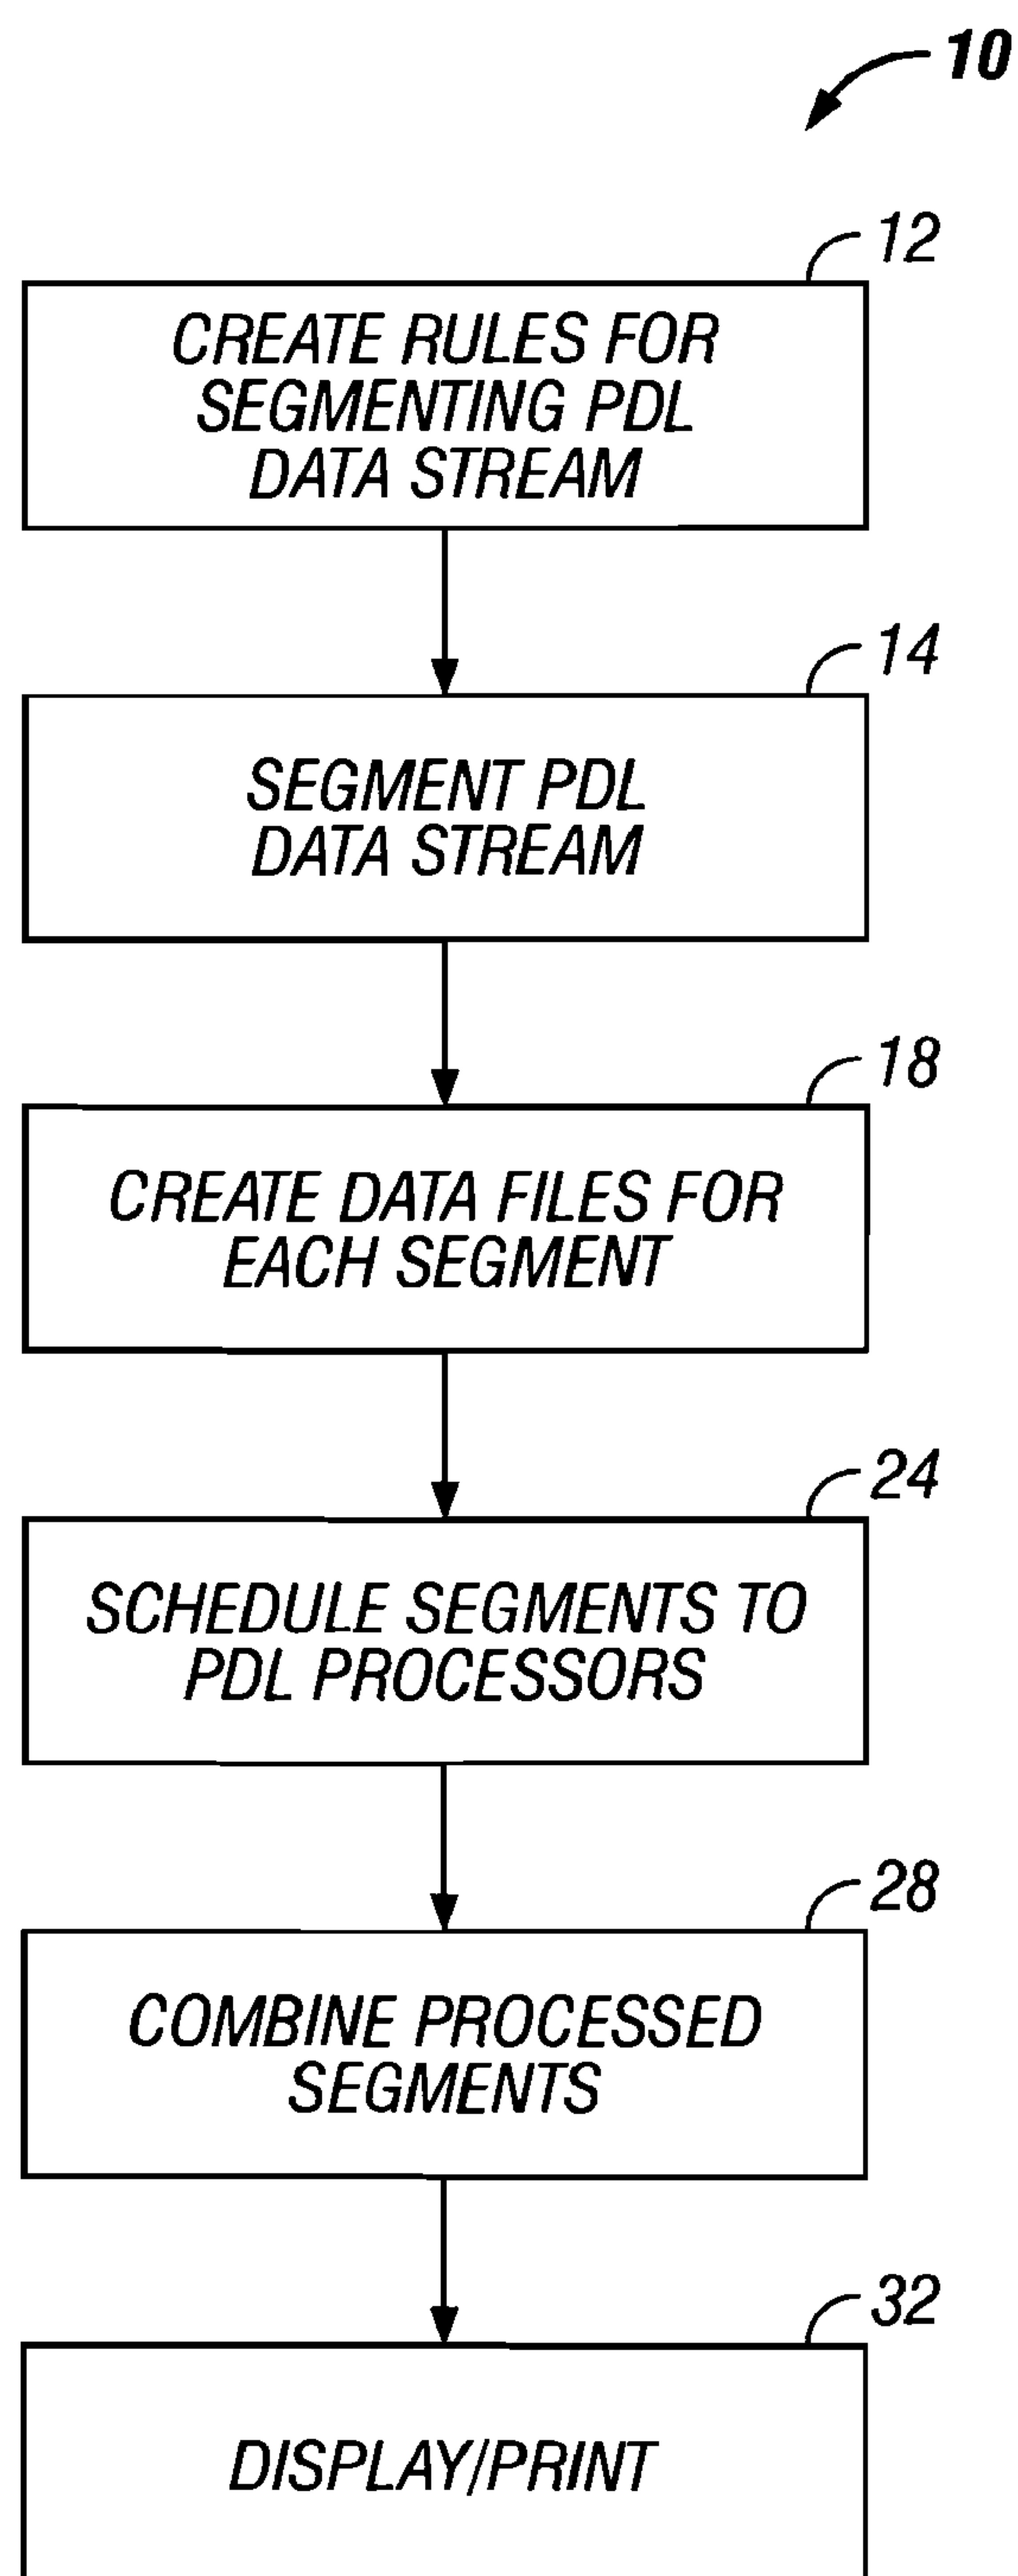 10
12
CREATE RULES FOR
SEGMENTING PDL
DATA STREAM
14
SEGMENT PDL
DATA STREAM
18
CREATE DATA FILES FOR
EACH SEGMENT
24
SCHEDULE SEGMENTS TO
PDL PROCESSORS
28
COMBINE PROCESSED
SEGMENTS
32
DISPLAY/PRINT